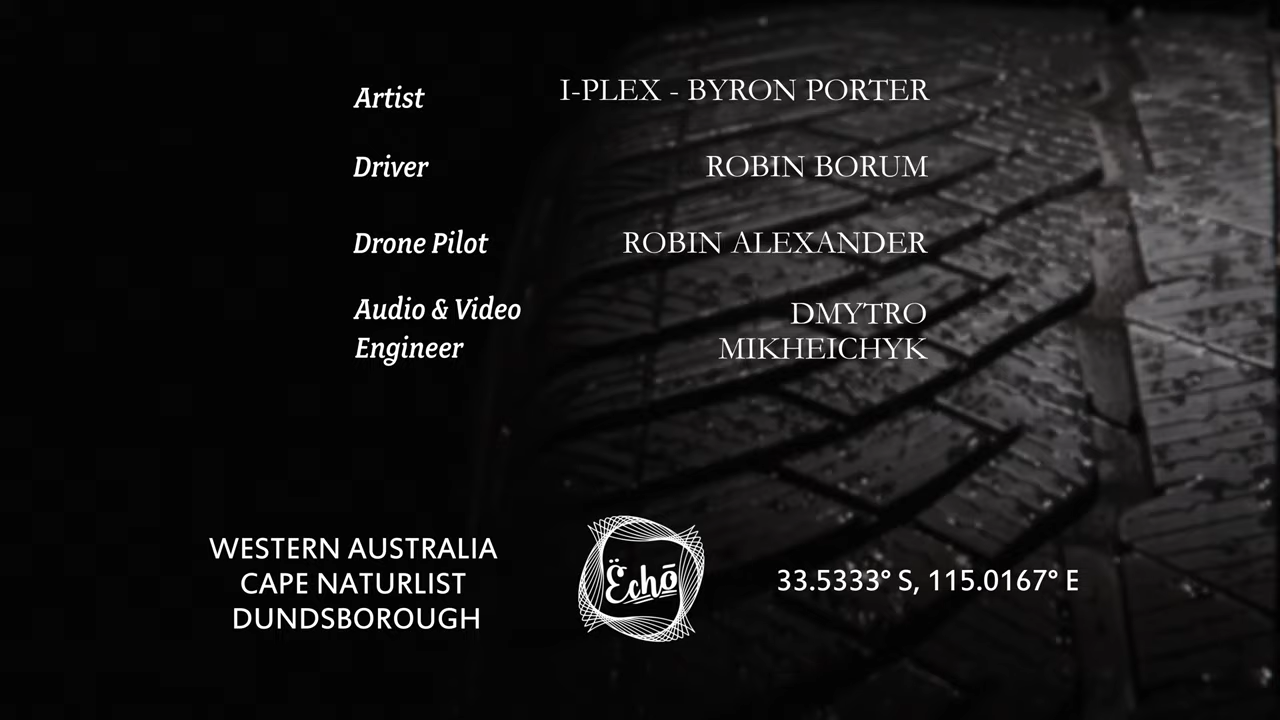 Artist I-PLEX - BYRON PORTER
Driver ROBIN BORUM
Drone Pilot ROBIN ALEXANDER
Audio & Video
Engineer
DMYTRO
MIKHEICHYK
WESTERN AUSTRALIA
CAPE NATURLIST
DUNDSBOROUGH
Ëchō
33.5333° S, 115.0167° E